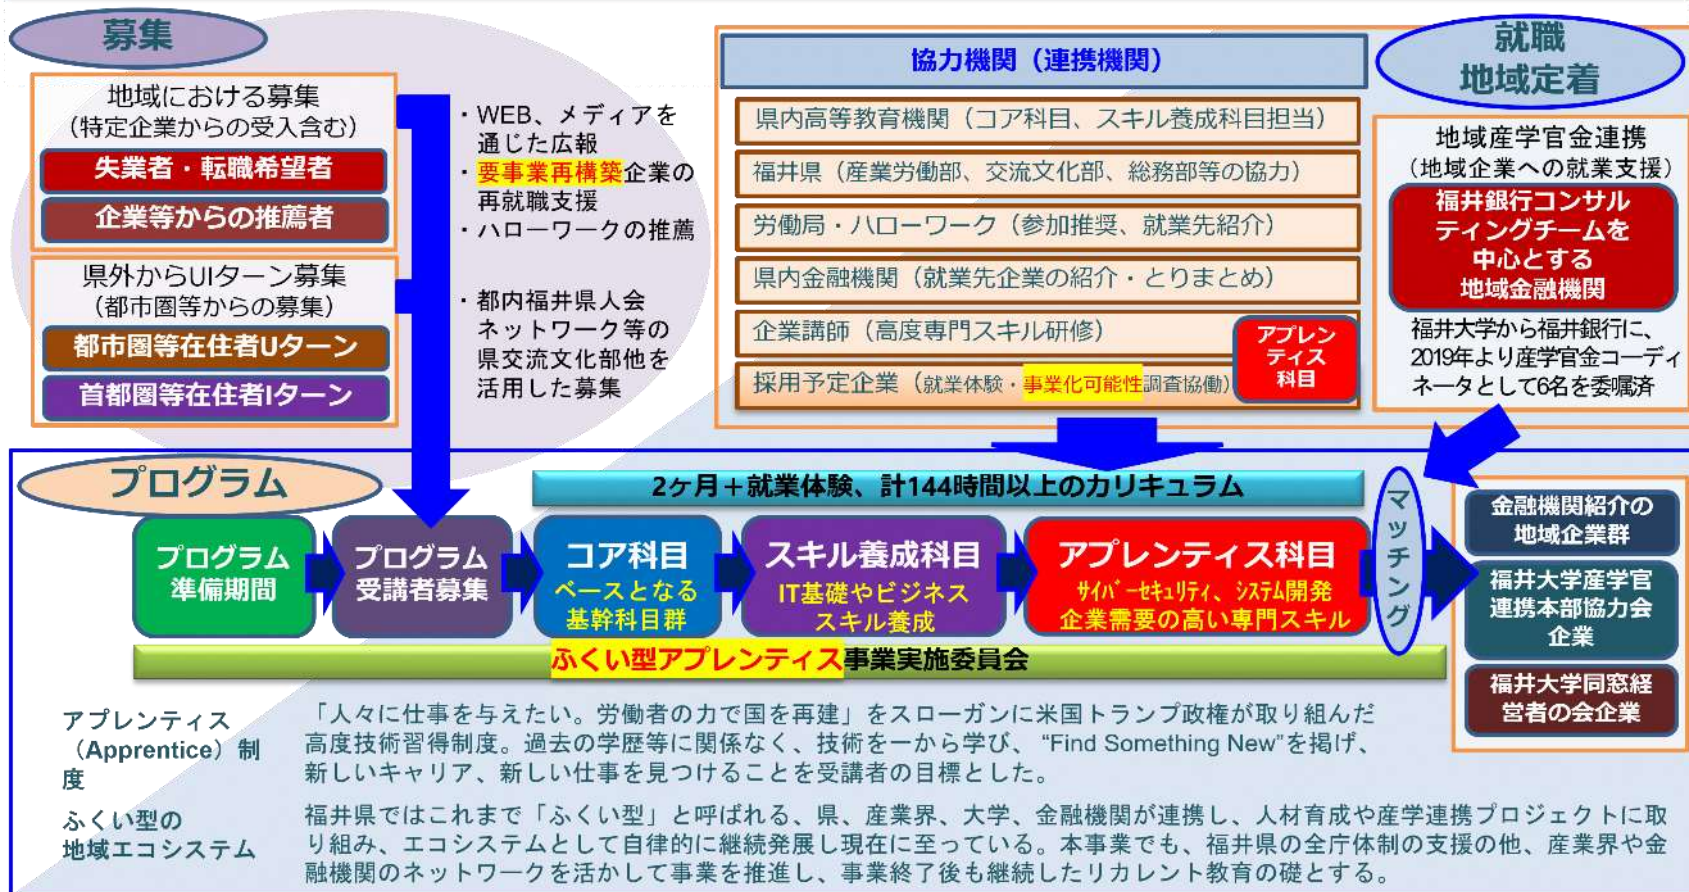 募集
地域における募集
（特定企業からの受入含む）
失業者・転職希望者
企業等からの推薦者
県外からUIターン募集
（都市圏等からの募集）
都市圏等在住者Uターン
首都圏等在住者Iターン
・WEB、メディアを
通じた広報
・要事業再構築企業の
再就職支援
・ハローワークの推薦
・都内福井県人会
ネットワーク等の
県交流文化部他を
活用した募集
協力機関（連携機関）
県内高等教育機関（コア科目、スキル養成科目担当）
福井県（産業労働部、交流文化部、総務部等の協力）
労働局・ハローワーク（参加推奨、就業先紹介）
県内金融機関（就業先企業の紹介・とりまとめ）
企業講師（高度専門スキル研修）
採用予定企業（就業体験・事業化可能性調査協働）
アプレン
ティス
科目
就職
地域定着
地域産学官金連携
（地域企業への就業支援）
福井銀行コンサル
ティングチームを
中心とする
地域金融機関
福井大学から福井銀行に、
2019年より産学官金コーディ
ネータとして6名を委嘱済
プログラム
2ヶ月＋就業体験、計144時間以上のカリキュラム
プログラム
準備期間
プログラム
受講者募集
コア科目
ベースとなる
基幹科目群
スキル養成科目
IT基礎やビジネス
スキル養成
アプレンティス科目
ｻｲﾊﾞｰｾｷｭﾘﾃｨ、ｼｽﾃﾑ開発
企業需要の高い専門スキル
マッチング
金融機関紹介の
地域企業群
福井大学産学官
連携本部協力会
企業
福井大学同窓経
営者の会企業
ふくい型アプレンティス事業実施委員会
アプレンティス
（Apprentice）制
度
「人々に仕事を与えたい。労働者の力で国を再建」をスローガンに米国トランプ政権が取り組んだ
高度技術習得制度。過去の学歴等に関係なく、技術を一から学び、 “Find Something New”を掲げ、
新しいキャリア、新しい仕事を見つけることを受講者の目標とした。
ふくい型の
地域エコシステム
福井県ではこれまで「ふくい型」と呼ばれる、県、産業界、大学、金融機関が連携し、人材育成や産学連携プロジェクトに取
り組み、エコシステムとして自律的に継続発展し現在に至っている。本事業でも、福井県の全庁体制の支援の他、産業界や金
融機関のネットワークを活かして事業を推進し、事業終了後も継続したリカレント教育の礎とする。